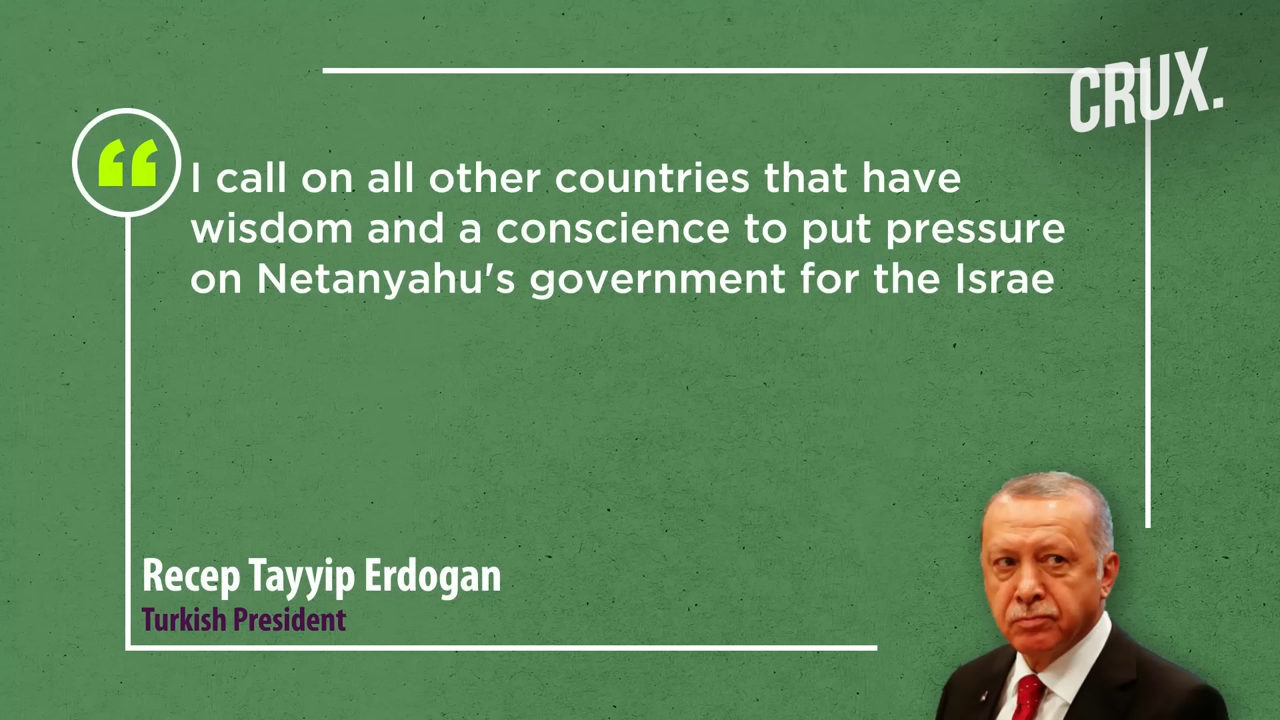 CRUX.
“
I call on all other countries that have
wisdom and a conscience to put pressure
on Netanyahu's government for the Israe
Recep Tayyip Erdogan
Turkish President